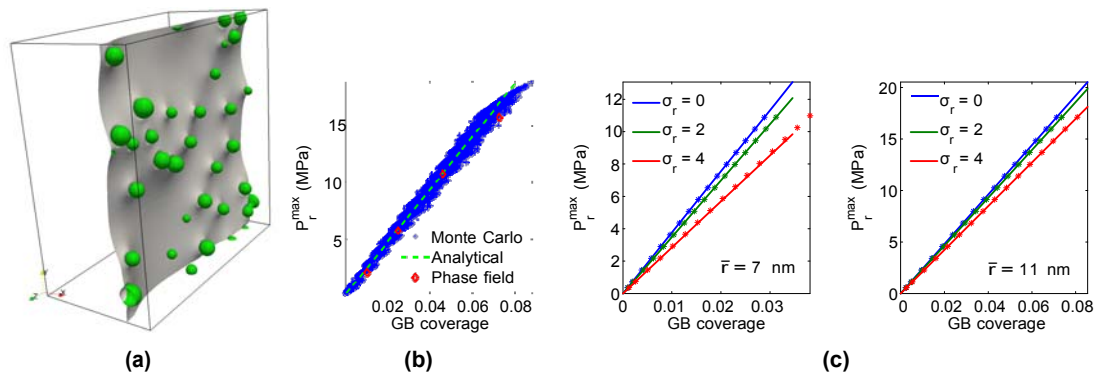 P_r^max (MPa)
15
10
5
0.02 0.04 0.06 0.08
GB coverage
Monte Carlo
Analytical
Phase field
P_r^max (MPa)
12
10
8
6
4
2
0
0 0.01 0.02 0.03
GB coverage
σ_r = 0
σ_r = 2
σ_r = 4
r̄ = 7 nm
P_r^max (MPa)
20
15
10
5
0
0 0.02 0.04 0.06 0.08
GB coverage
σ_r = 0
σ_r = 2
σ_r = 4
r̄ = 11 nm
(a)
(b)
(c)